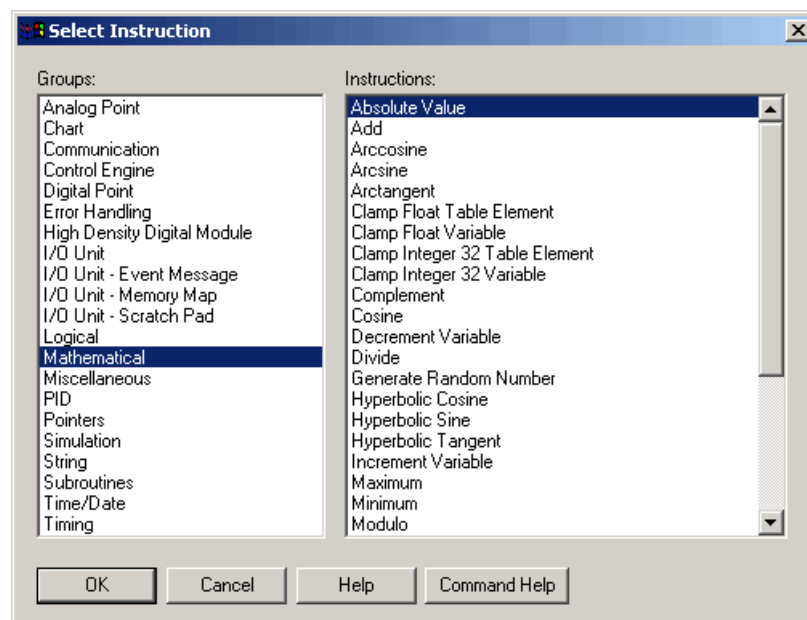 Select Instruction
Groups:
Analog Point
Chart
Communication
Control Engine
Digital Point
Error Handling
High Density Digital Module
I/O Unit
I/O Unit - Event Message
I/O Unit - Memory Map
I/O Unit - Scratch Pad
Logical
Mathematical
Miscellaneous
PID
Pointers
Simulation
String
Subroutines
Time/Date
Timing
Instructions:
Absolute Value
Add
Arccosine
Arcsine
Arctangent
Clamp Float Table Element
Clamp Float Variable
Clamp Integer 32 Table Element
Clamp Integer 32 Variable
Complement
Cosine
Decrement Variable
Divide
Generate Random Number
Hyperbolic Cosine
Hyperbolic Sine
Hyperbolic Tangent
Increment Variable
Maximum
Minimum
Modulo
OK
Cancel
Help
Command Help